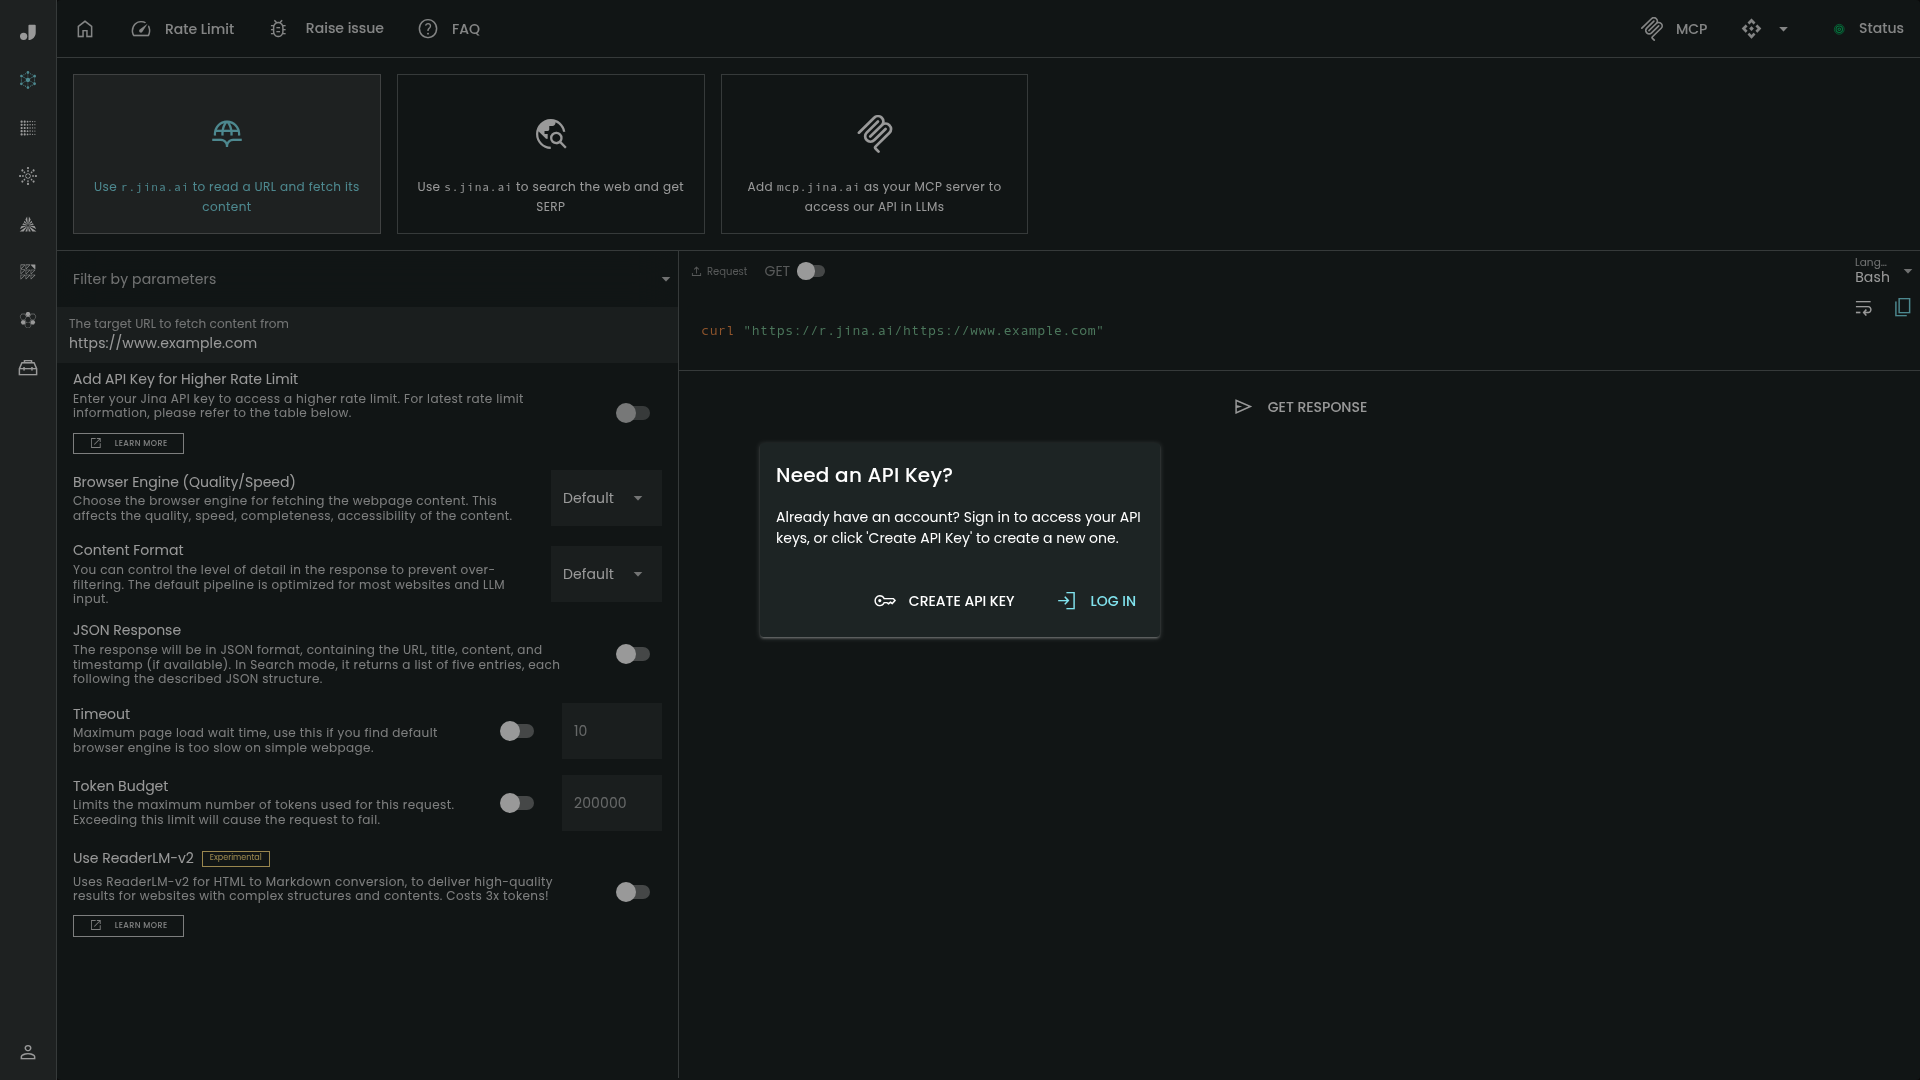 Rate Limit
Raise issue
FAQ
MCP
Status
Use r.jina.ai to read a URL and fetch its
content
Use s.jina.ai to search the web and get
SERP
Add mcp.jina.ai as your MCP server to
access our API in LLMs
Filter by parameters
The target URL to fetch content from
https://www.example.com
Add API Key for Higher Rate Limit
Enter your Jina API key to access a higher rate limit. For latest rate limit
information, please refer to the table below.
LEARN MORE
Browser Engine (Quality/Speed)
Choose the browser engine for fetching the webpage content. This
affects the quality, speed, completeness, accessibility of the content.
Default
Content Format
You can control the level of detail in the response to prevent over-
filtering. The default pipeline is optimized for most websites and LLM
input.
Default
JSON Response
The response will be in JSON format, containing the URL, title, content, and
timestamp (if available). In Search mode, it returns a list of five entries, each
following the described JSON structure.
Timeout
Maximum page load wait time, use this if you find default
browser engine is too slow on simple webpage.
10
Token Budget
Limits the maximum number of tokens used for this request.
Exceeding this limit will cause the request to fail.
200000
Use ReaderLM-v2
Experimental
Uses ReaderLM-v2 for HTML to Markdown conversion, to deliver high-quality
results for websites with complex structures and contents. Costs 3x tokens!
LEARN MORE
Request
GET
Lang...
Bash
curl "https://r.jina.ai/https://www.example.com"
GET RESPONSE
Need an API Key?
Already have an account? Sign in to access your API
keys, or click 'Create API Key' to create a new one.
CREATE API KEY
LOG IN